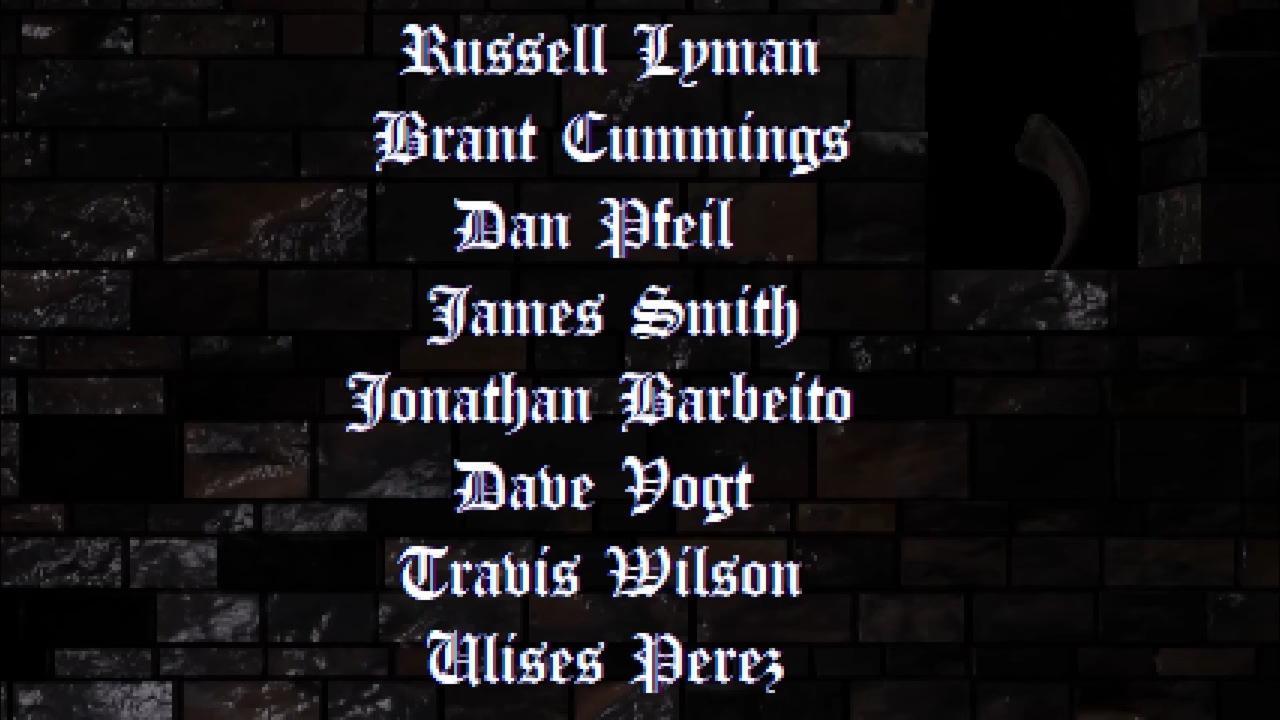 Russell Lyman
Brant Cummings
Dan Pfeil
James Smith
Jonathan Barbeito
Dave Vogt
Travis Wilson
Ulises Perez